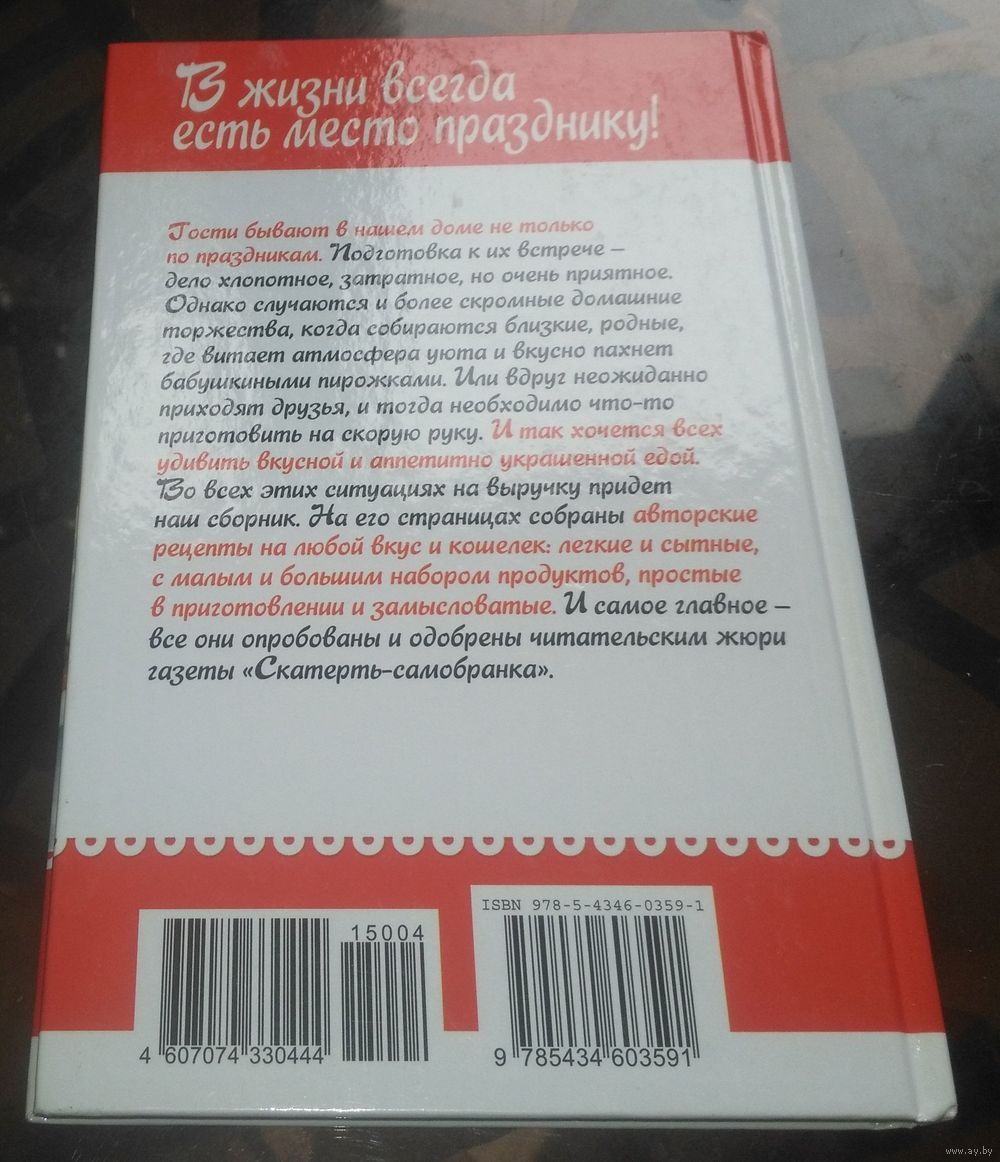 В жизни всегда
есть место празднику!
Гости бывают в нашем доме не только
по праздникам. Подготовка к их встрече –
дело хлопотное, затратное, но очень приятное.
Однако случаются и более скромные домашние
торжества, когда собираются близкие, родные,
где витает атмосфера уюта и вкусно пахнет
бабушкиными пирожками. Или вдруг неожиданно
приходят друзья, и тогда необходимо что-то
приготовить на скорую руку. И так хочется всех
удивить вкусной и аппетитно украшенной едой.
Во всех этих ситуациях на выручку придет
наш сборник. На его страницах собраны авторские
рецепты на любой вкус и кошелек: легкие и сытные,
с малым и большим набором продуктов, простые
в приготовлении и замысловатые. И самое главное –
все они опробованы и одобрены читательским жюри
газеты «Скатерть-самобранка».
15004
4 607074 330444
ISBN 978-5-4346-0359-1
9 785434 603591
www.ay.by